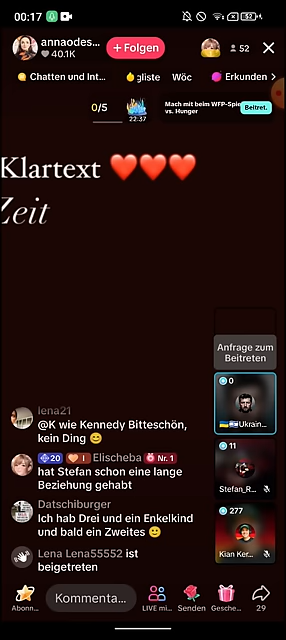 00:17
52
annaodes...
40.1K
+ Folgen
52
Chatten und Int...
gliste
Wöc
Erkunden >
0/5
22:37
Mach mit beim WFP-Spie
vs. Hunger
Beitret.
Klartext ❤️❤️❤️
Zeit
Anfrage zum
Beitreten
0
🇺🇦🇮🇱Ukrain...
11
Stefan_R...
277
Kian Ker...
lena21
@K wie Kennedy Bitteschön,
kein Ding 😊
20 I Elischeba Nr. 1
hat Stefan schon eine lange
Beziehung gehabt
Datschiburger
Ich hab Drei und ein Enkelkind
und bald ein Zweites 😊
Lena Lena55552 ist
beigetreten
Abonn...
Kommenta...
LIVE mi...
Senden
Gesche...
29